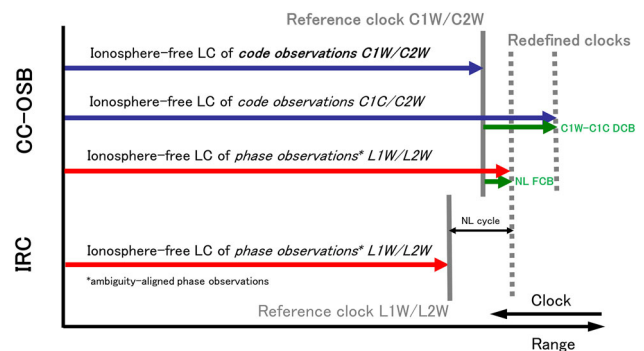 Reference clock C1W/C2W
Redefined clocks
Ionosphere-free LC of code observations C1W/C2W
CC-OSB
Ionosphere-free LC of code observations C1C/C2W
C1W-C1C DCB
Ionosphere-free LC of phase observations* L1W/L2W
NL FCB
NL cycle
IRC
Ionosphere-free LC of phase observations* L1W/L2W
*ambiguity-aligned phase observations
Reference clock L1W/L2W
Clock
Range